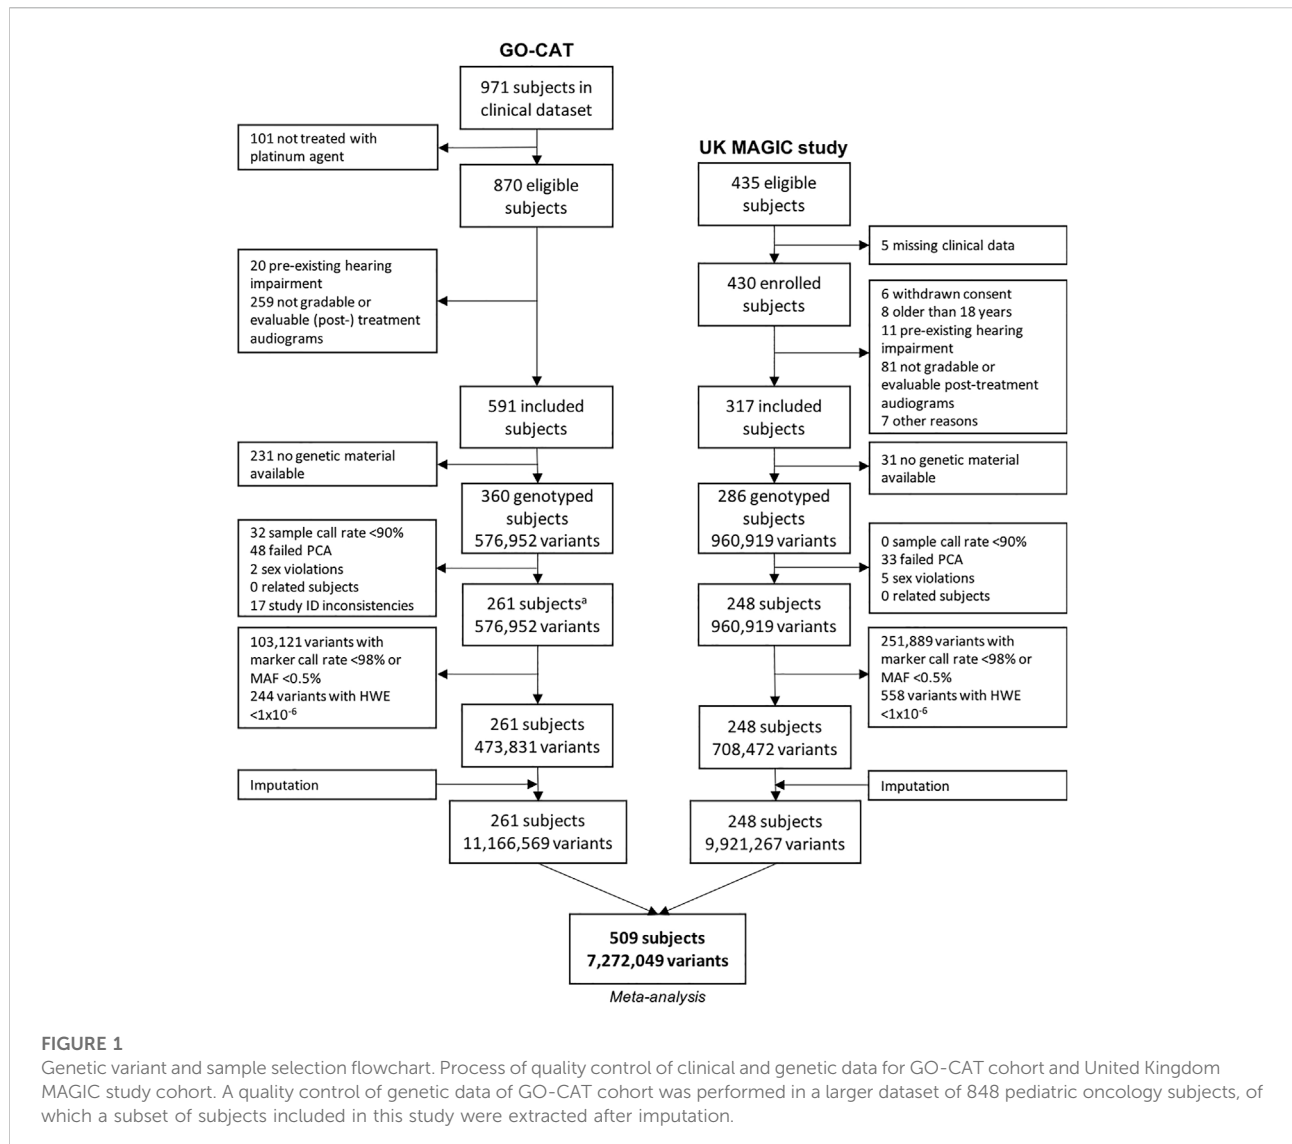 GO-CAT
971 subjects in
clinical dataset
101 not treated with
platinum agent
870 eligible
subjects
20 pre-existing hearing
impairment
259 not gradable or
evaluable (post-) treatment
audiograms
591 included
subjects
231 no genetic material
available
360 genotyped
subjects
576,952 variants
32 sample call rate <90%
48 failed PCA
2 sex violations
0 related subjects
17 study ID inconsistencies
261 subjectsᵃ
576,952 variants
103,121 variants with
marker call rate <98% or
MAF <0.5%
244 variants with HWE
<1x10⁻⁶
261 subjects
473,831 variants
Imputation
261 subjects
11,166,569 variants
UK MAGIC study
435 eligible
subjects
5 missing clinical data
430 enrolled
subjects
6 withdrawn consent
8 older than 18 years
11 pre-existing hearing
impairment
81 not gradable or
evaluable post-treatment
audiograms
7 other reasons
317 included
subjects
31 no genetic material
available
286 genotyped
subjects
960,919 variants
0 sample call rate <90%
33 failed PCA
5 sex violations
0 related subjects
248 subjects
960,919 variants
251,889 variants with
marker call rate <98% or
MAF <0.5%
558 variants with HWE
<1x10⁻⁶
248 subjects
708,472 variants
Imputation
248 subjects
9,921,267 variants
509 subjects
7,272,049 variants
Meta-analysis
FIGURE 1
Genetic variant and sample selection flowchart. Process of quality control of clinical and genetic data for GO-CAT cohort and United Kingdom
MAGIC study cohort. A quality control of genetic data of GO-CAT cohort was performed in a larger dataset of 848 pediatric oncology subjects, of
which a subset of subjects included in this study were extracted after imputation.